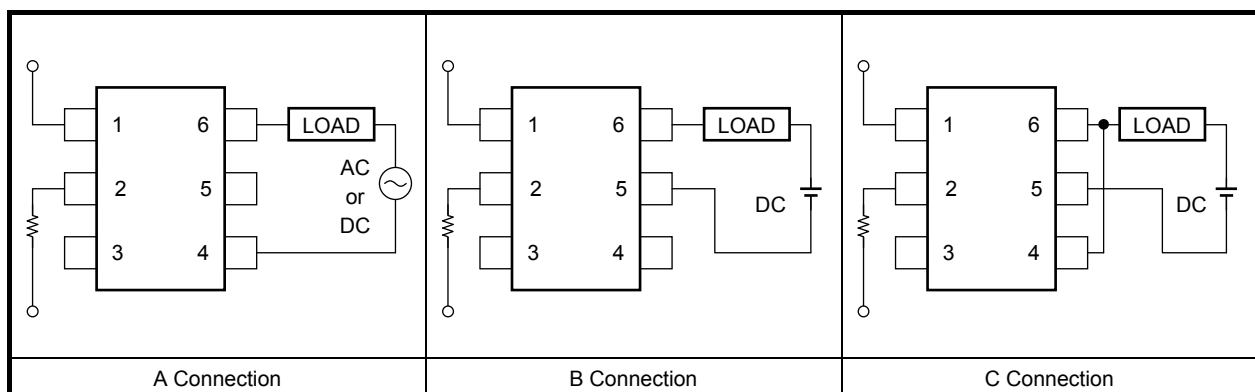 1 6 LOAD
2 5 AC or DC
3 4
A Connection
1 6 LOAD
2 5 DC
3 4
B Connection
1 6 LOAD
2 5 DC
3 4
C Connection